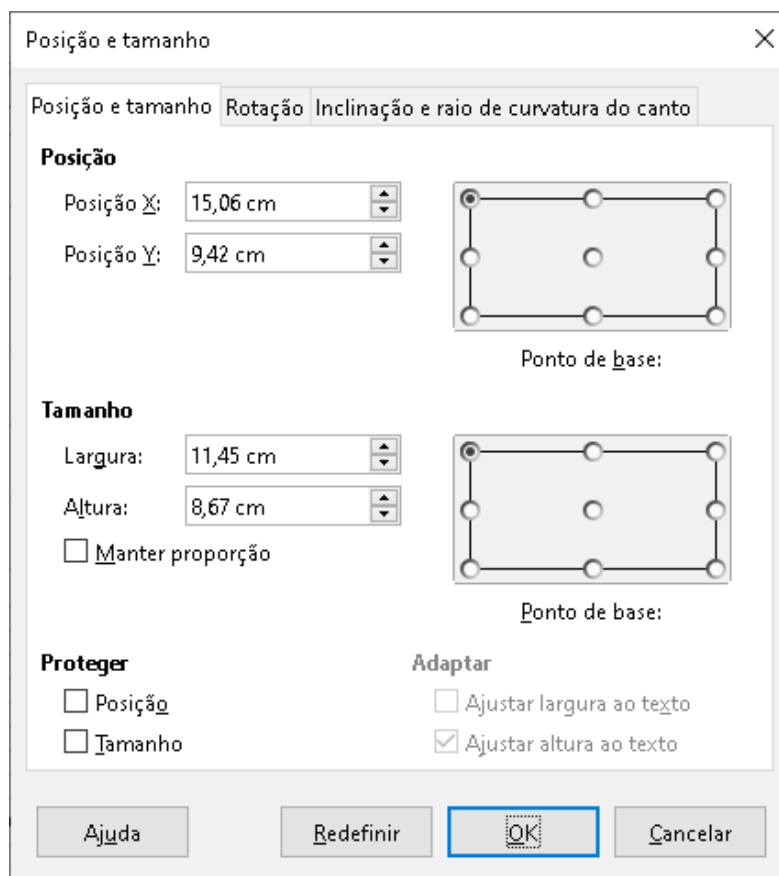 Posição e tamanho
Posição e tamanho Rotação Inclinação e raio de curvatura do canto
Posição
Posição X: 15,06 cm
Posição Y: 9,42 cm
Ponto de base:
Tamanho
Largura: 11,45 cm
Altura: 8,67 cm
Manter proporção
Ponto de base:
Proteger Adaptar
Posição Ajustar largura ao texto
Tamanho Ajustar altura ao texto
Ajuda Redefinir OK Cancelar